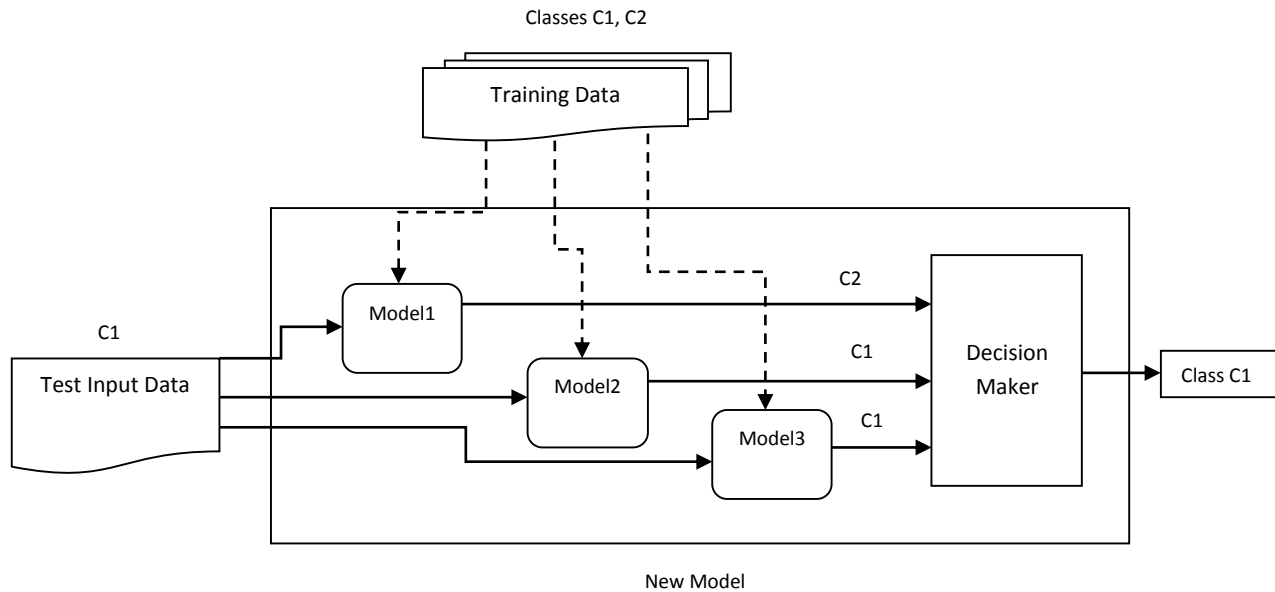 Classes C1, C2
Training Data
C2
Model1
C1
C1
Decision
Maker
Test Input Data
Model2
Class C1
C1
Model3
New Model